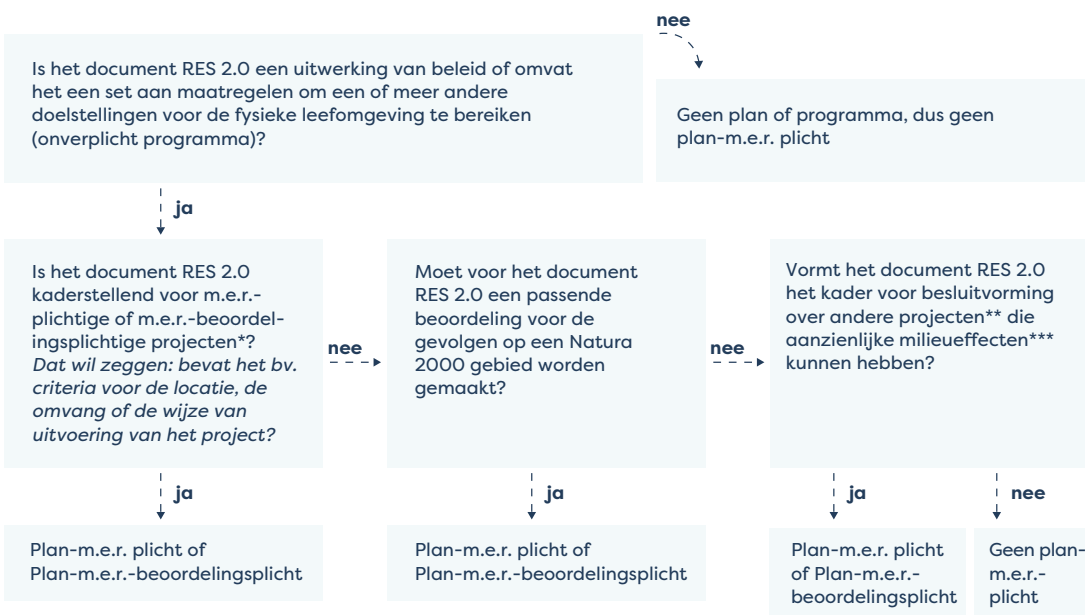 nee
Is het document RES 2.0 een uitwerking van beleid of omvat
het een set aan maatregelen om een of meer andere
doelstellingen voor de fysieke leefomgeving te bereiken
(onverplicht programma)?
Geen plan of programma, dus geen
plan-m.e.r. plicht
ja
Is het document RES 2.0
kaderstellend voor m.e.r.-
plichtige of m.e.r.-beoordel-
ingsplichtige projecten*?
Dat wil zeggen: bevat het bv.
criteria voor de locatie, de
omvang of de wijze van
uitvoering van het project?
nee
Moet voor het document
RES 2.0 een passende
beoordeling voor de
gevolgen op een Natura
2000 gebied worden
gemaakt?
nee
Vormt het document RES 2.0
het kader voor besluitvorming
over andere projecten** die
aanzienlijke milieueffecten***
kunnen hebben?
ja
ja
ja
nee
Plan-m.e.r. plicht of
Plan-m.e.r.-beoordelingsplicht
Plan-m.e.r. plicht of
Plan-m.e.r.-beoordelingsplicht
Plan-m.e.r. plicht
of Plan-m.e.r.-
beoordelingsplicht
Geen plan-
m.e.r.-
plicht